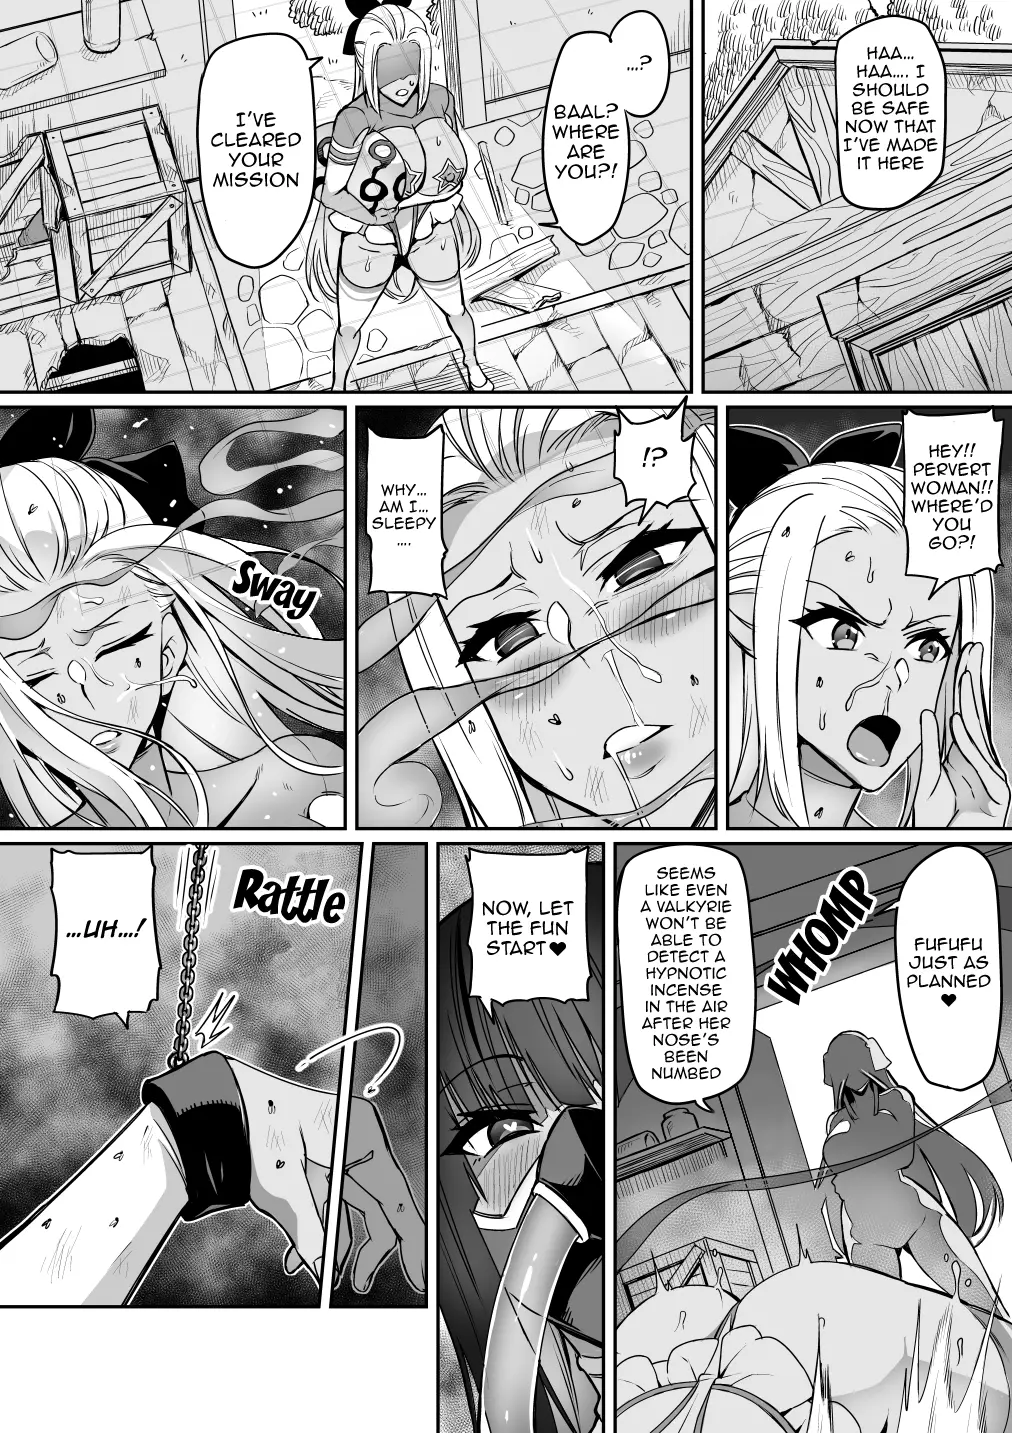 HAA...
HAA.... I
SHOULD
BE SAFE
NOW THAT
I'VE MADE
IT HERE
....?
BAAL?
WHERE
ARE
YOU?!
I'VE
CLEARED
YOUR
MISSION
HEY!!
PERVERT
WOMAN!!
WHERE'D
YOU
GO?!
!?
WHY...
AM I...
SLEEPY
....
Sway
FUFUFU
JUST AS
PLANNED
♥
WHOMP
SEEMS
LIKE EVEN
A VALKYRIE
WON'T BE
ABLE TO
DETECT A
HYPNOTIC
INCENSE
IN THE AIR
AFTER HER
NOSE'S
BEEN
NUMBED
NOW, LET
THE FUN
START ♥
Rattle
...UH...!